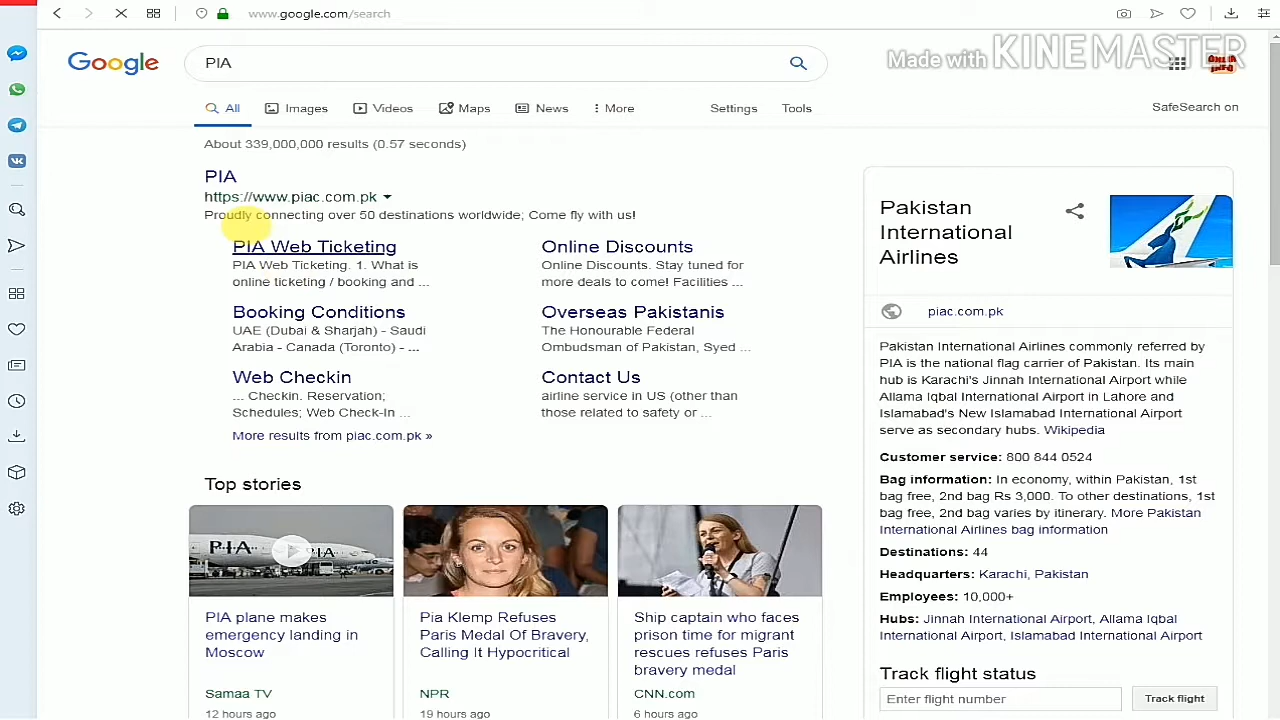 www.google.com/search
Made with KINEMASTER
Google
PIA
All Images Videos Maps News More Settings Tools
SafeSearch on
About 339,000,000 results (0.57 seconds)
PIA
https://www.piac.com.pk
Proudly connecting over 50 destinations worldwide; Come fly with us!
PIA Web Ticketing
PIA Web Ticketing. 1. What is
online ticketing / booking and ...
Online Discounts
Online Discounts. Stay tuned for
more deals to come! Facilities ...
Booking Conditions
UAE (Dubai & Sharjah) - Saudi
Arabia - Canada (Toronto) - ...
Overseas Pakistanis
The Honourable Federal
Ombudsman of Pakistan, Syed ...
Web Checkin
... Checkin. Reservation;
Schedules; Web Check-In ...
Contact Us
airline service in US (other than
those related to safety or ...
More results from piac.com.pk »
Top stories
PIA
PIA
PIA plane makes
emergency landing in
Moscow
Samaa TV
12 hours ago
Pia Klemp Refuses
Paris Medal Of Bravery,
Calling It Hypocritical
NPR
19 hours ago
Ship captain who faces
prison time for migrant
rescues refuses Paris
bravery medal
CNN.com
6 hours ago
Pakistan
International
Airlines
piac.com.pk
Pakistan International Airlines commonly referred by
PIA is the national flag carrier of Pakistan. Its main
hub is Karachi's Jinnah International Airport while
Allama Iqbal International Airport in Lahore and
Islamabad's New Islamabad International Airport
serve as secondary hubs. Wikipedia
Customer service: 800 844 0524
Bag information: In economy, within Pakistan, 1st
bag free, 2nd bag Rs 3,000. To other destinations, 1st
bag free, 2nd bag varies by itinerary. More Pakistan
International Airlines bag information
Destinations: 44
Headquarters: Karachi, Pakistan
Employees: 10,000+
Hubs: Jinnah International Airport, Allama Iqbal
International Airport, Islamabad International Airport
Track flight status
Enter flight number Track flight